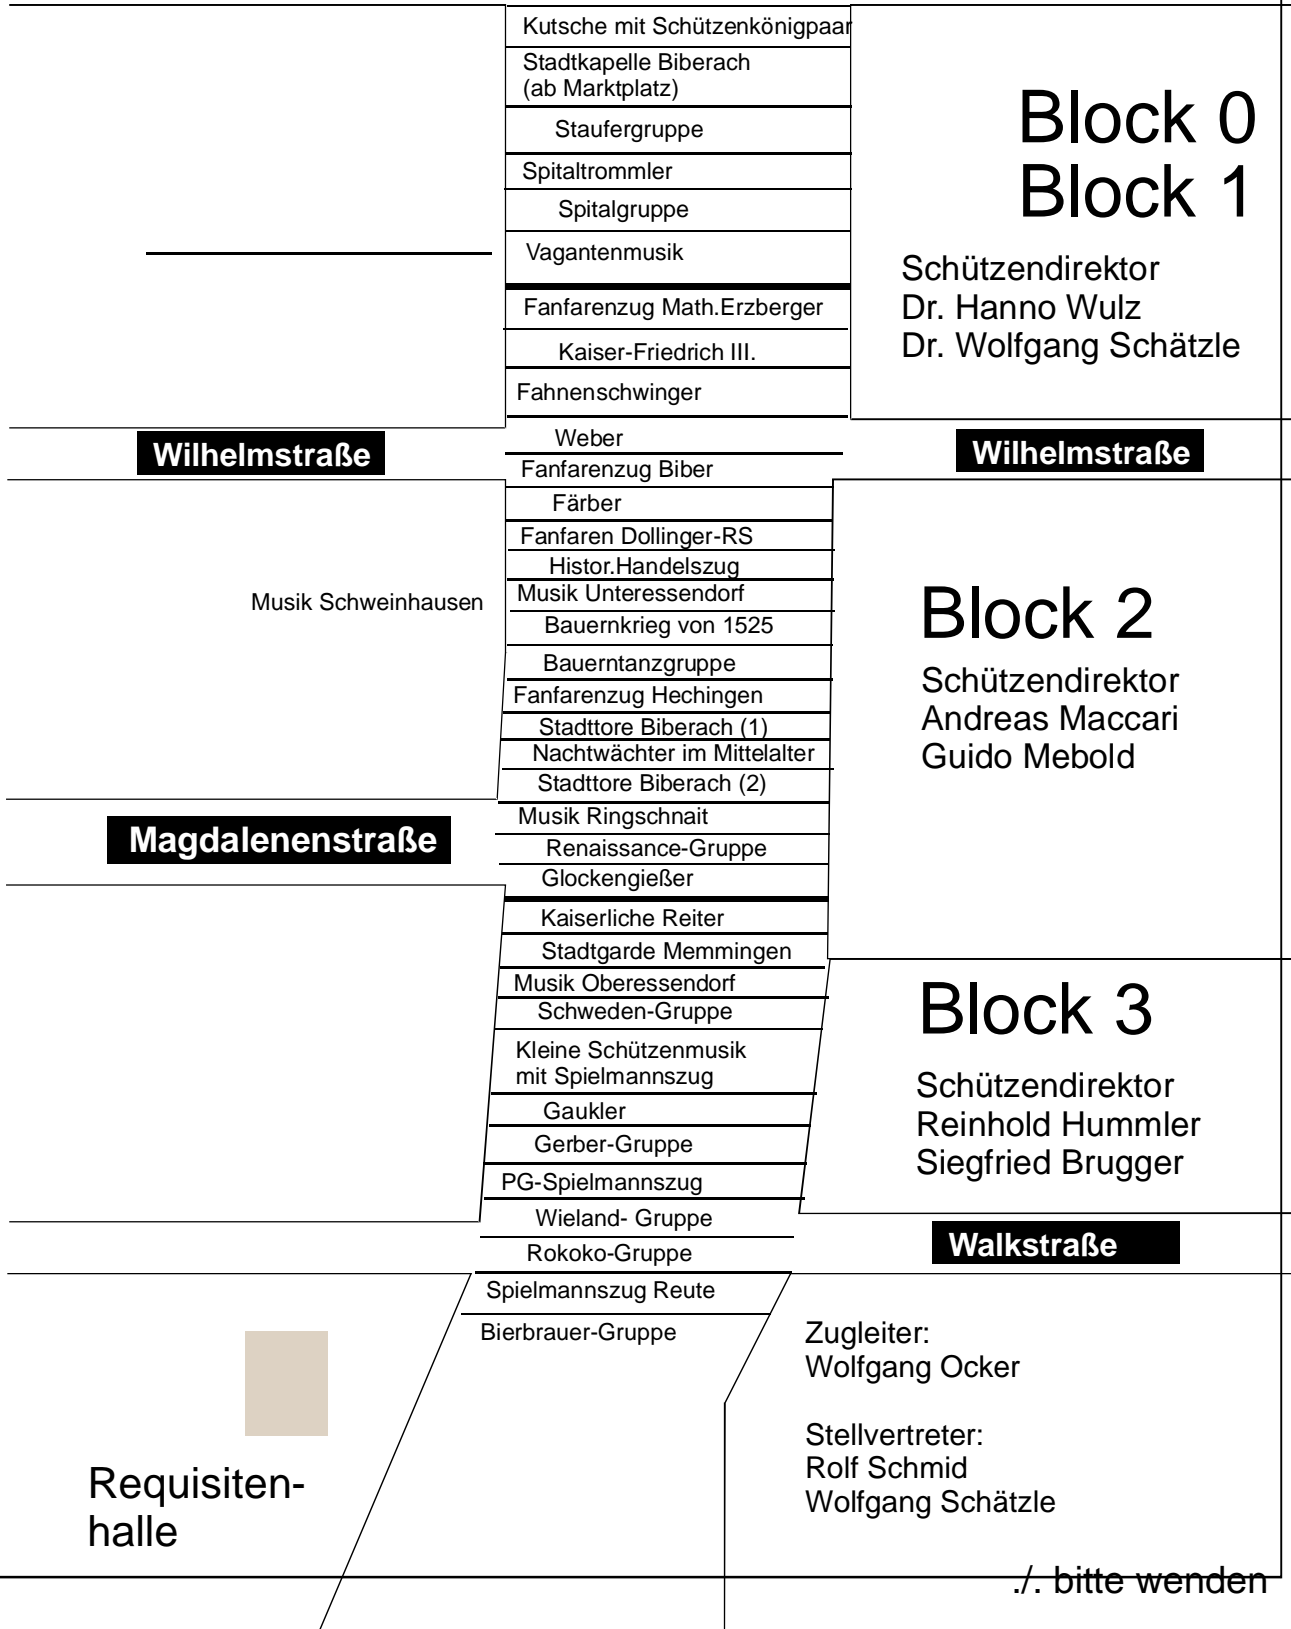 Kutsche mit Schützenkönigpaar
Stadtkapelle Biberach
(ab Marktplatz)
Staufergruppe
Spitaltrommler
Spitalgruppe
Vagantenmusik
Fanfarenzug Math.Erzberger
Kaiser-Friedrich III.
Fahnenschwinger
Block 0
Block 1
Schützendirektor
Dr. Hanno Wulz
Dr. Wolfgang Schätzle
Wilhelmstraße
Weber
Wilhelmstraße
Fanfarenzug Biber
Färber
Fanfaren Dollinger-RS
Histor.Handelszug
Musik Unteressendorf
Musik Schweinhausen
Bauernkrieg von 1525
Bauerntanzgruppe
Fanfarenzug Hechingen
Stadttore Biberach (1)
Nachtwächter im Mittelalter
Stadttore Biberach (2)
Block 2
Schützendirektor
Andreas Maccari
Guido Mebold
Magdalenenstraße
Musik Ringschnait
Renaissance-Gruppe
Glockengießer
Kaiserliche Reiter
Stadtgarde Memmingen
Musik Oberessendorf
Schweden-Gruppe
Kleine Schützenmusik
mit Spielmannszug
Gaukler
Gerber-Gruppe
PG-Spielmannszug
Wieland- Gruppe
Rokoko-Gruppe
Block 3
Schützendirektor
Reinhold Hummler
Siegfried Brugger
Walkstraße
Spielmannszug Reute
Bierbrauer-Gruppe
Zugleiter:
Wolfgang Ocker
Stellvertreter:
Rolf Schmid
Wolfgang Schätzle
Requisiten-
halle
./. bitte wenden